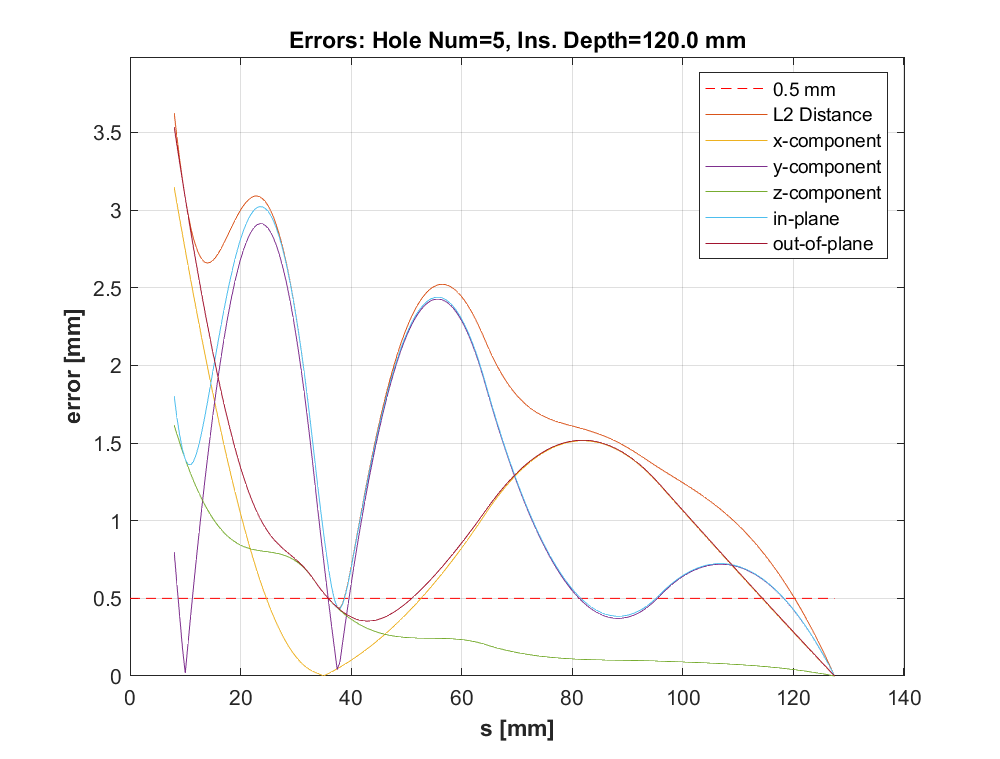 Errors: Hole Num=5, Ins. Depth=120.0 mm
0.5 mm
L2 Distance
x-component
y-component
z-component
in-plane
out-of-plane
error [mm]
3.5
3
2.5
2
1.5
1
0.5
0
0 20 40 60 80 100 120 140
s [mm]